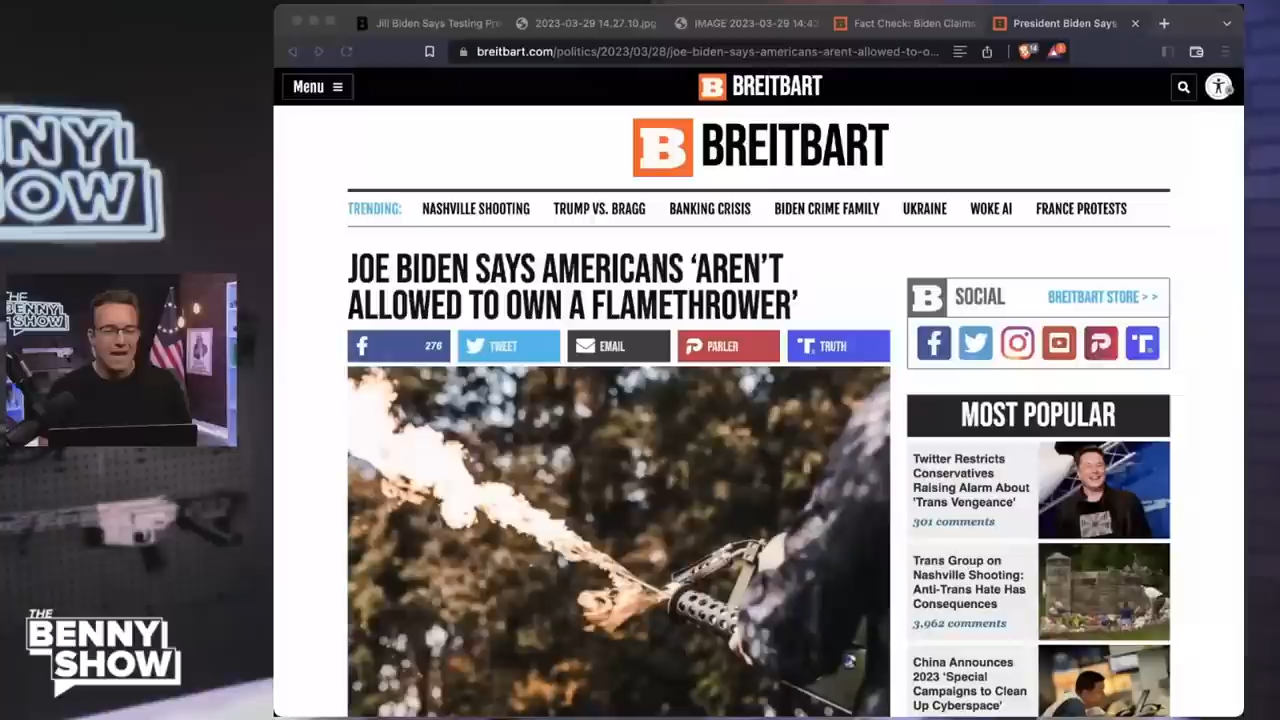 Jill Biden Says Testing Pre
2023-03-29 14.27.10.jpg
IMAGE 2023-03-29 14:43
Fact Check: Biden Claims
President Biden Says
breitbart.com/politics/2023/03/28/joe-biden-says-americans-arent-allowed-to-o...
14
Menu
B BREITBART
B BREITBART
TRENDING: NASHVILLE SHOOTING TRUMP VS. BRAGG BANKING CRISIS BIDEN CRIME FAMILY UKRAINE WOKE AI FRANCE PROTESTS
JOE BIDEN SAYS AMERICANS ‘AREN’T
ALLOWED TO OWN A FLAMETHROWER’
276
TWEET
EMAIL
PARLER
TRUTH
B SOCIAL
BREITBART STORE > >
MOST POPULAR
Twitter Restricts
Conservatives
Raising Alarm About
'Trans Vengeance'
301 comments
Trans Group on
Nashville Shooting:
Anti-Trans Hate Has
Consequences
3,962 comments
China Announces
2023 'Special
Campaigns to Clean
Up Cyberspace'
NNY
OW
THE
BENNY
SHOW
THE
BENNY
SHOW